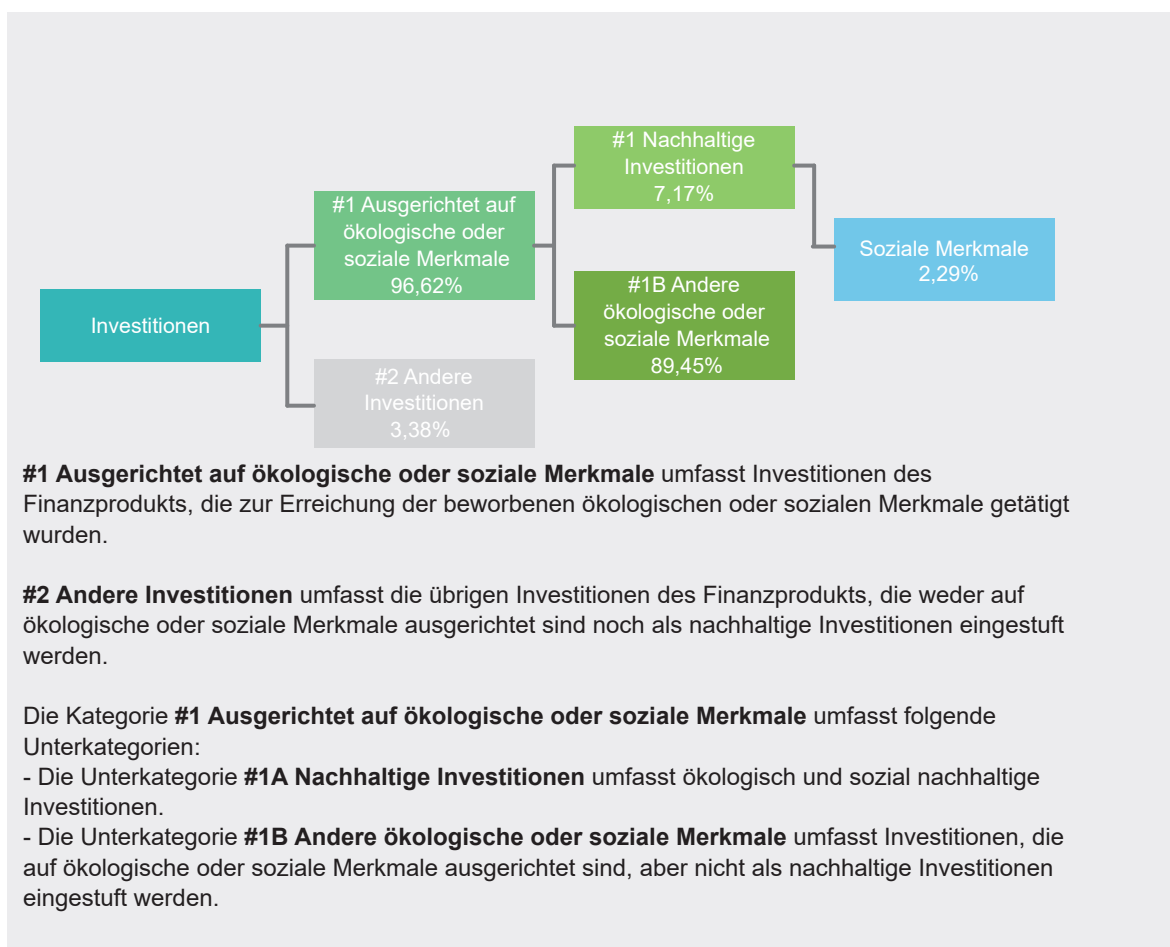 #1 Nachhaltige
Investitionen
7,17%
#1 Ausgerichtet auf
ökologische oder
soziale Merkmale
96,62%
Soziale Merkmale
2,29%
#1B Andere
ökologische oder
soziale Merkmale
89,45%
Investitionen
#2 Andere
Investitionen
3,38%
#1 Ausgerichtet auf ökologische oder soziale Merkmale umfasst Investitionen des
Finanzprodukts, die zur Erreichung der beworbenen ökologischen oder sozialen Merkmale getätigt
wurden.
#2 Andere Investitionen umfasst die übrigen Investitionen des Finanzprodukts, die weder auf
ökologische oder soziale Merkmale ausgerichtet sind noch als nachhaltige Investitionen eingestuft
werden.
Die Kategorie #1 Ausgerichtet auf ökologische oder soziale Merkmale umfasst folgende
Unterkategorien:
- Die Unterkategorie #1A Nachhaltige Investitionen umfasst ökologisch und sozial nachhaltige
Investitionen.
- Die Unterkategorie #1B Andere ökologische oder soziale Merkmale umfasst Investitionen, die
auf ökologische oder soziale Merkmale ausgerichtet sind, aber nicht als nachhaltige Investitionen
eingestuft werden.